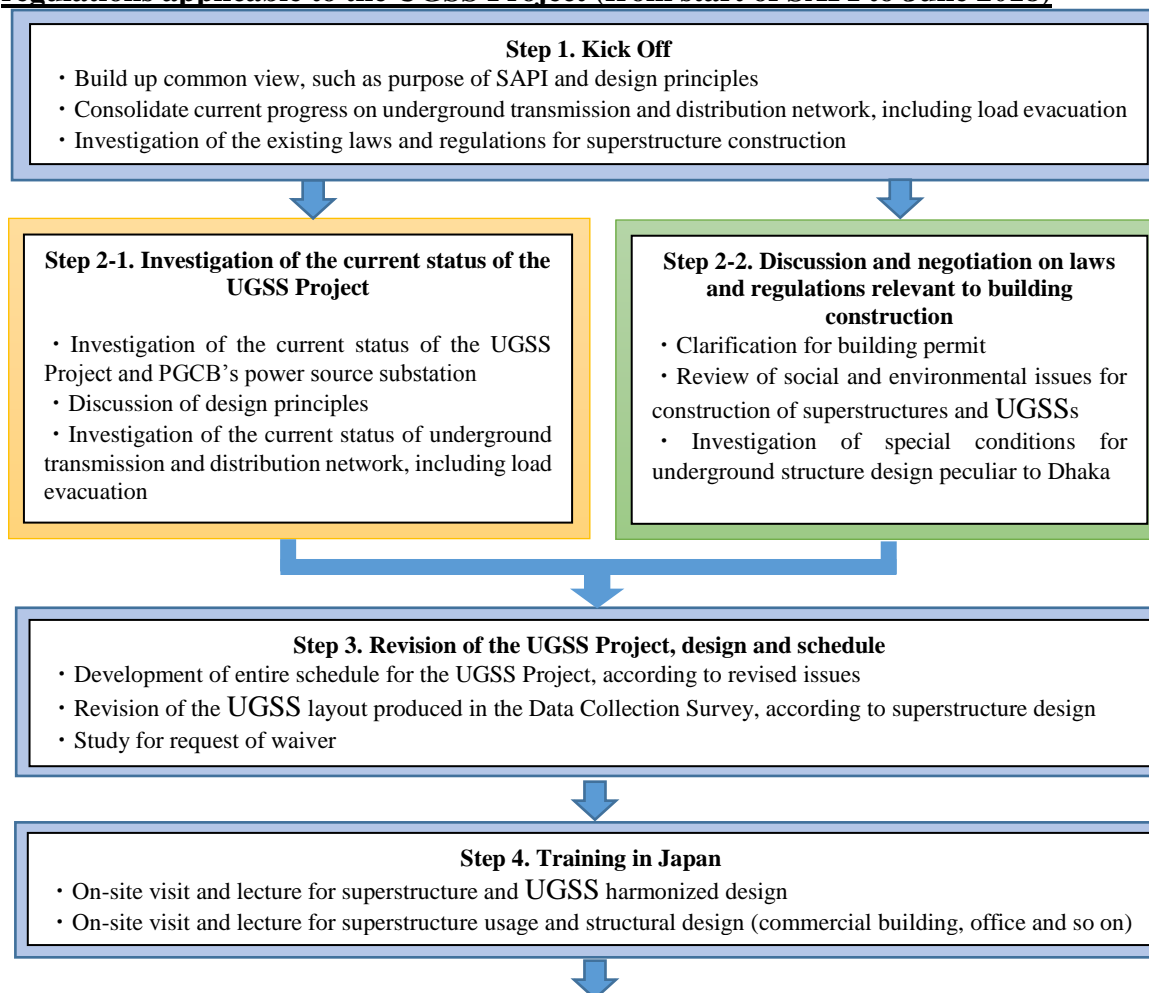 regulations applicable to the UGSS Project (from start of SAPI to June 2018)
Step 1. Kick Off
・Build up common view, such as purpose of SAPI and design principles
・Consolidate current progress on underground transmission and distribution network, including load evacuation
・Investigation of the existing laws and regulations for superstructure construction
Step 2-1. Investigation of the current status of the
UGSS Project
・Investigation of the current status of the UGSS
Project and PGCB's power source substation
・Discussion of design principles
・Investigation of the current status of underground
transmission and distribution network, including load
evacuation
Step 2-2. Discussion and negotiation on laws
and regulations relevant to building
construction
・Clarification for building permit
・Review of social and environmental issues for
construction of superstructures and UGSSs
・Investigation of special conditions for
underground structure design peculiar to Dhaka
Step 3. Revision of the UGSS Project, design and schedule
・Development of entire schedule for the UGSS Project, according to revised issues
・Revision of the UGSS layout produced in the Data Collection Survey, according to superstructure design
・Study for request of waiver
Step 4. Training in Japan
・On-site visit and lecture for superstructure and UGSS harmonized design
・On-site visit and lecture for superstructure usage and structural design (commercial building, office and so on)